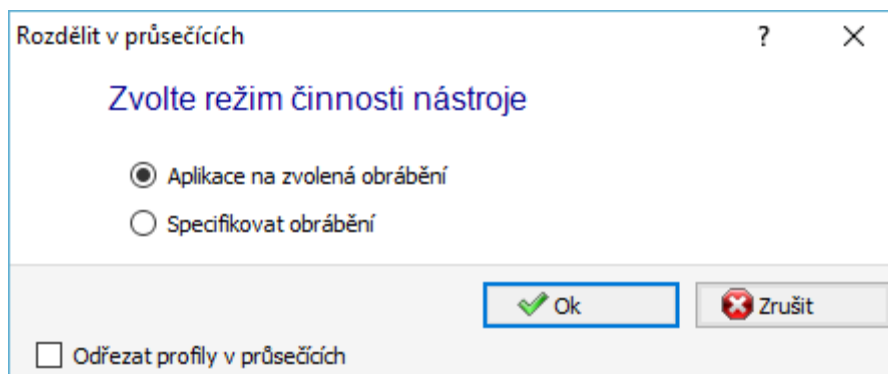 Rozdělit v průsečících ?
Zvolte režim činnosti nástroje
Aplikace na zvolená obrábění
Specifikovat obrábění
Ok Zrušit
Odřezat profily v průsečících